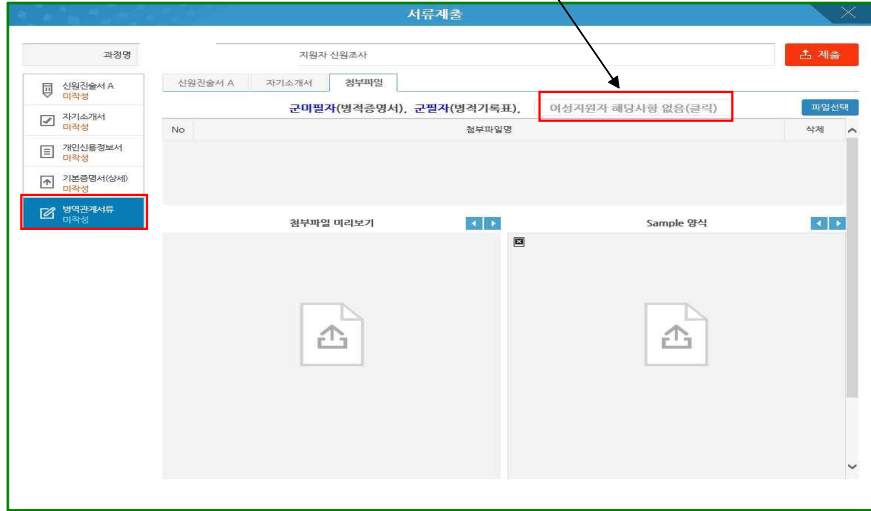 서류제출
과정명 지원자 신원조사 제출
신원진술서 A
미작성
자기소개서
미작성
개인신용정보서
미작성
기본증명서(상세)
미작성
병역관계서류
미작성
신원진술서 A 자기소개서 첨부파일
군미필자(병적증명서), 군필자(병적기록표), 여성지원자 해당사항 없음(클릭) 파일선택
No 첨부파일명 삭제
첨부파일 미리보기 Sample 양식